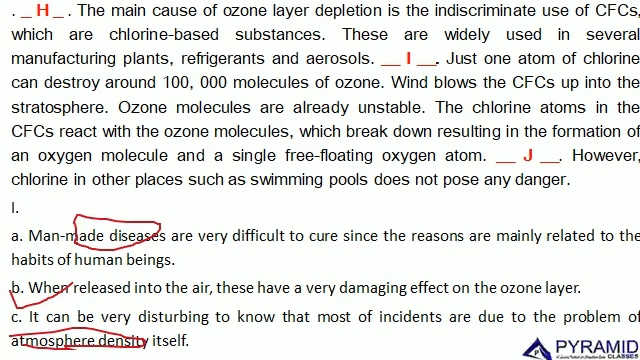 . _ H _ . The main cause of ozone layer depletion is the indiscriminate use of CFCs,
which are chlorine-based substances. These are widely used in several
manufacturing plants, refrigerants and aerosols. __ I __. Just one atom of chlorine
can destroy around 100, 000 molecules of ozone. Wind blows the CFCs up into the
stratosphere. Ozone molecules are already unstable. The chlorine atoms in the
CFCs react with the ozone molecules, which break down resulting in the formation of
an oxygen molecule and a single free-floating oxygen atom. __ J __. However,
chlorine in other places such as swimming pools does not pose any danger.
I.
a. Man-made diseases are very difficult to cure since the reasons are mainly related to the
habits of human beings.
b. When released into the air, these have a very damaging effect on the ozone layer.
c. It can be very disturbing to know that most of incidents are due to the problem of
atmosphere density itself.
PYRAMID
CLASSES